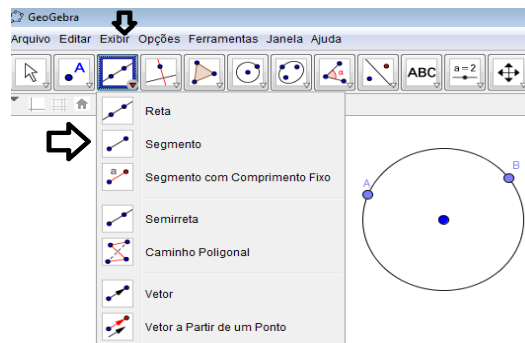 GeoGebra
Arquivo Editar Exibir Opções Ferramentas Janela Ajuda
A
α
ABC
a=2
Reta
Segmento
a
Segmento com Comprimento Fixo
Semirreta
Caminho Poligonal
Vetor
Vetor a Partir de um Ponto
A
B